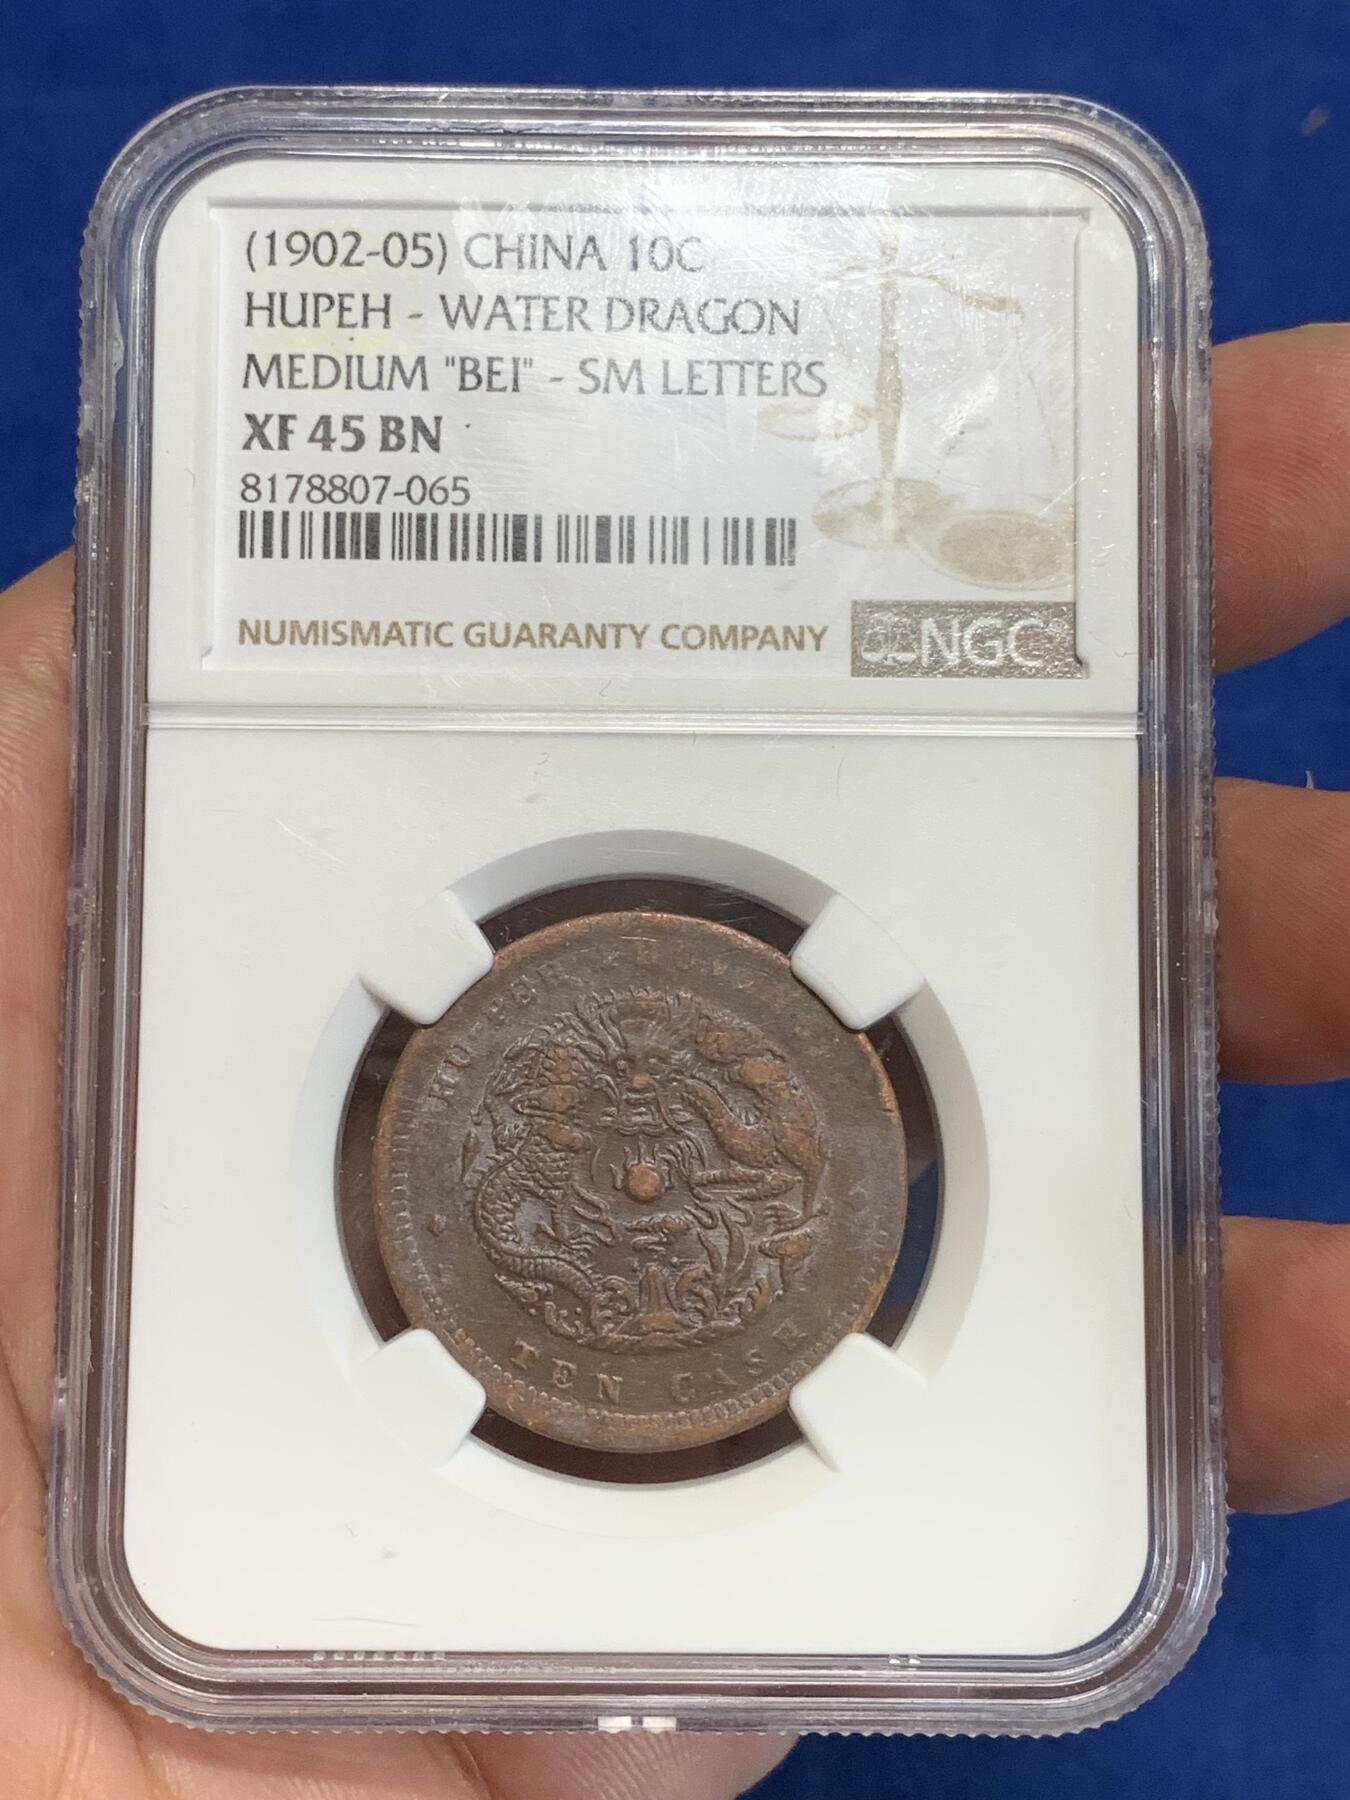 (1902-05) CHINA 10C
HUPEH - WATER DRAGON
MEDIUM "BEI" - SM LETTERS
XF 45 BN
8178807-065
NUMISMATIC GUARANTY COMPANY
NGC
HU-PEH
TEN CASH